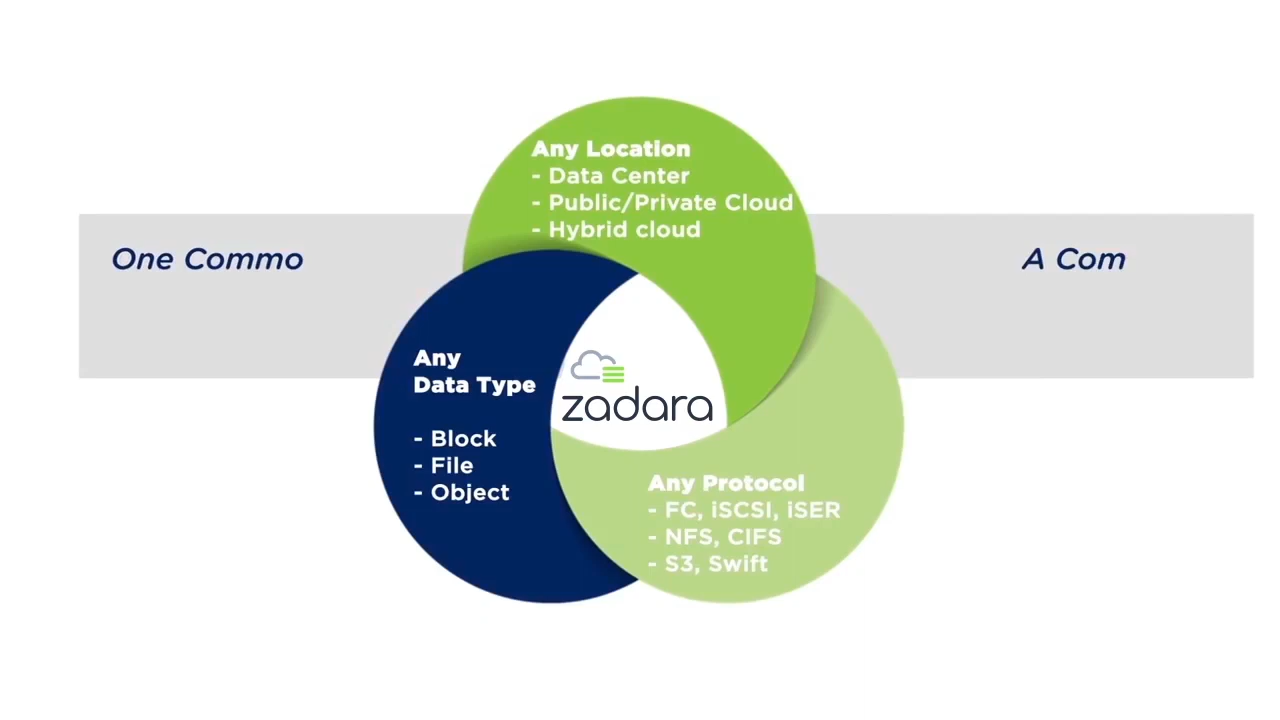 Any Location
- Data Center
- Public/Private Cloud
- Hybrid cloud
One Commo
A Com
Any
Data Type
- Block
- File
- Object
zadara
Any Protocol
- FC, iSCSI, iSER
- NFS, CIFS
- S3, Swift